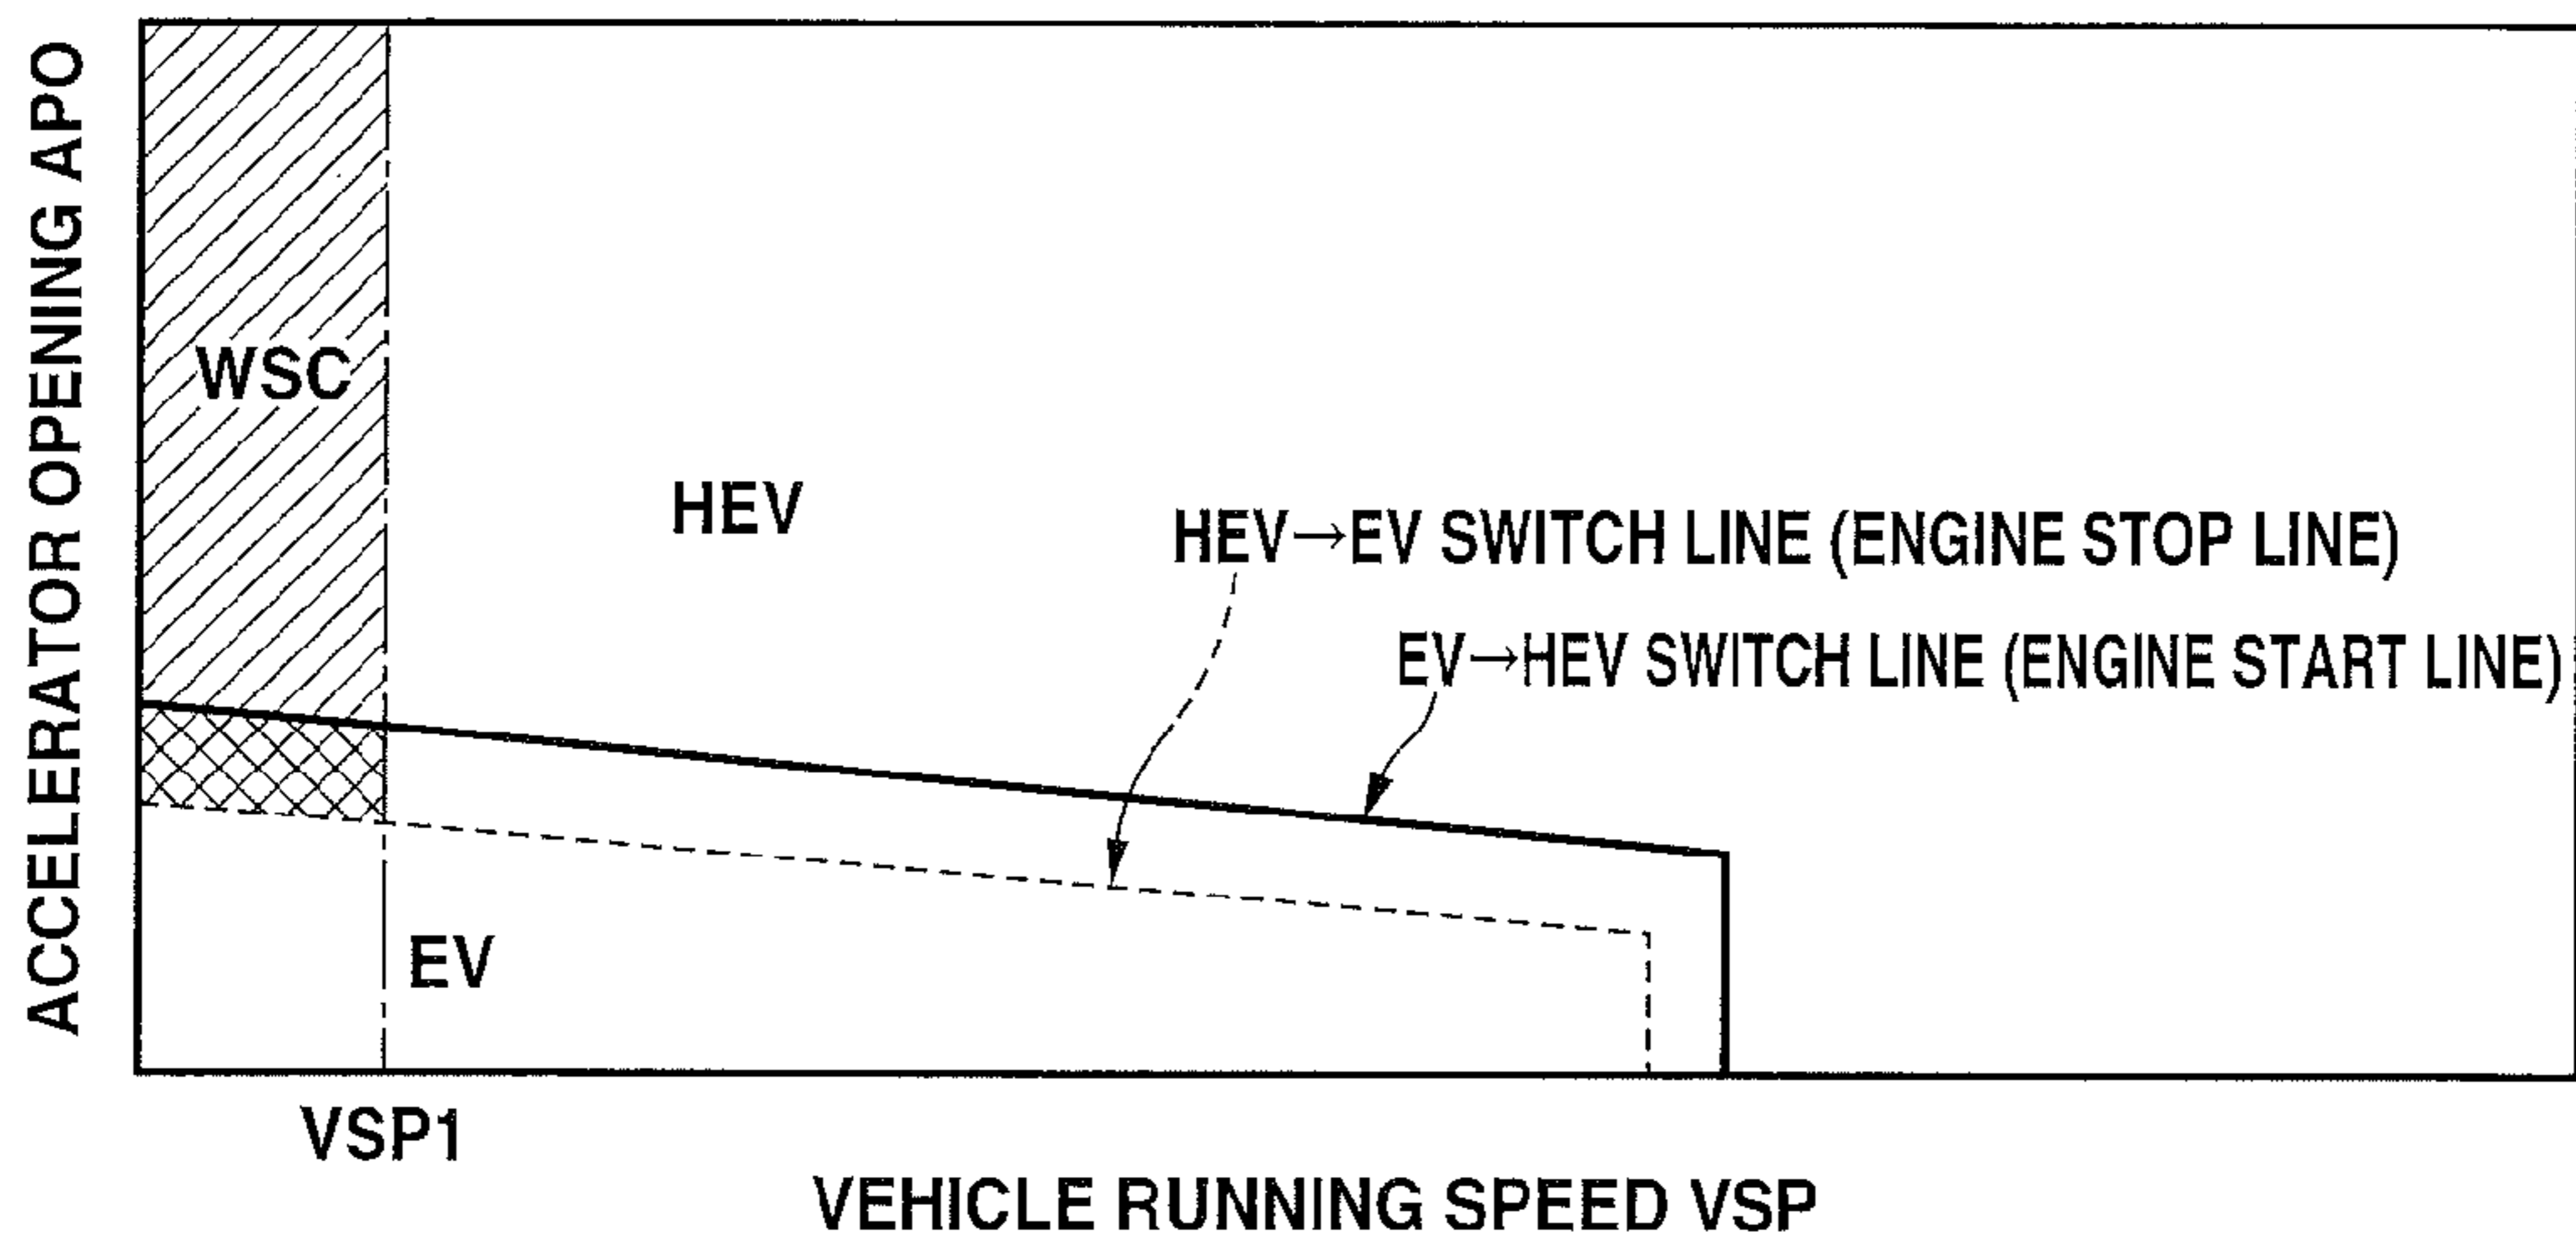 ACCELERATOR OPENING APO
WSC
HEV
HEV→EV SWITCH LINE (ENGINE STOP LINE)
EV→HEV SWITCH LINE (ENGINE START LINE)
EV
VSP1
VEHICLE RUNNING SPEED VSP